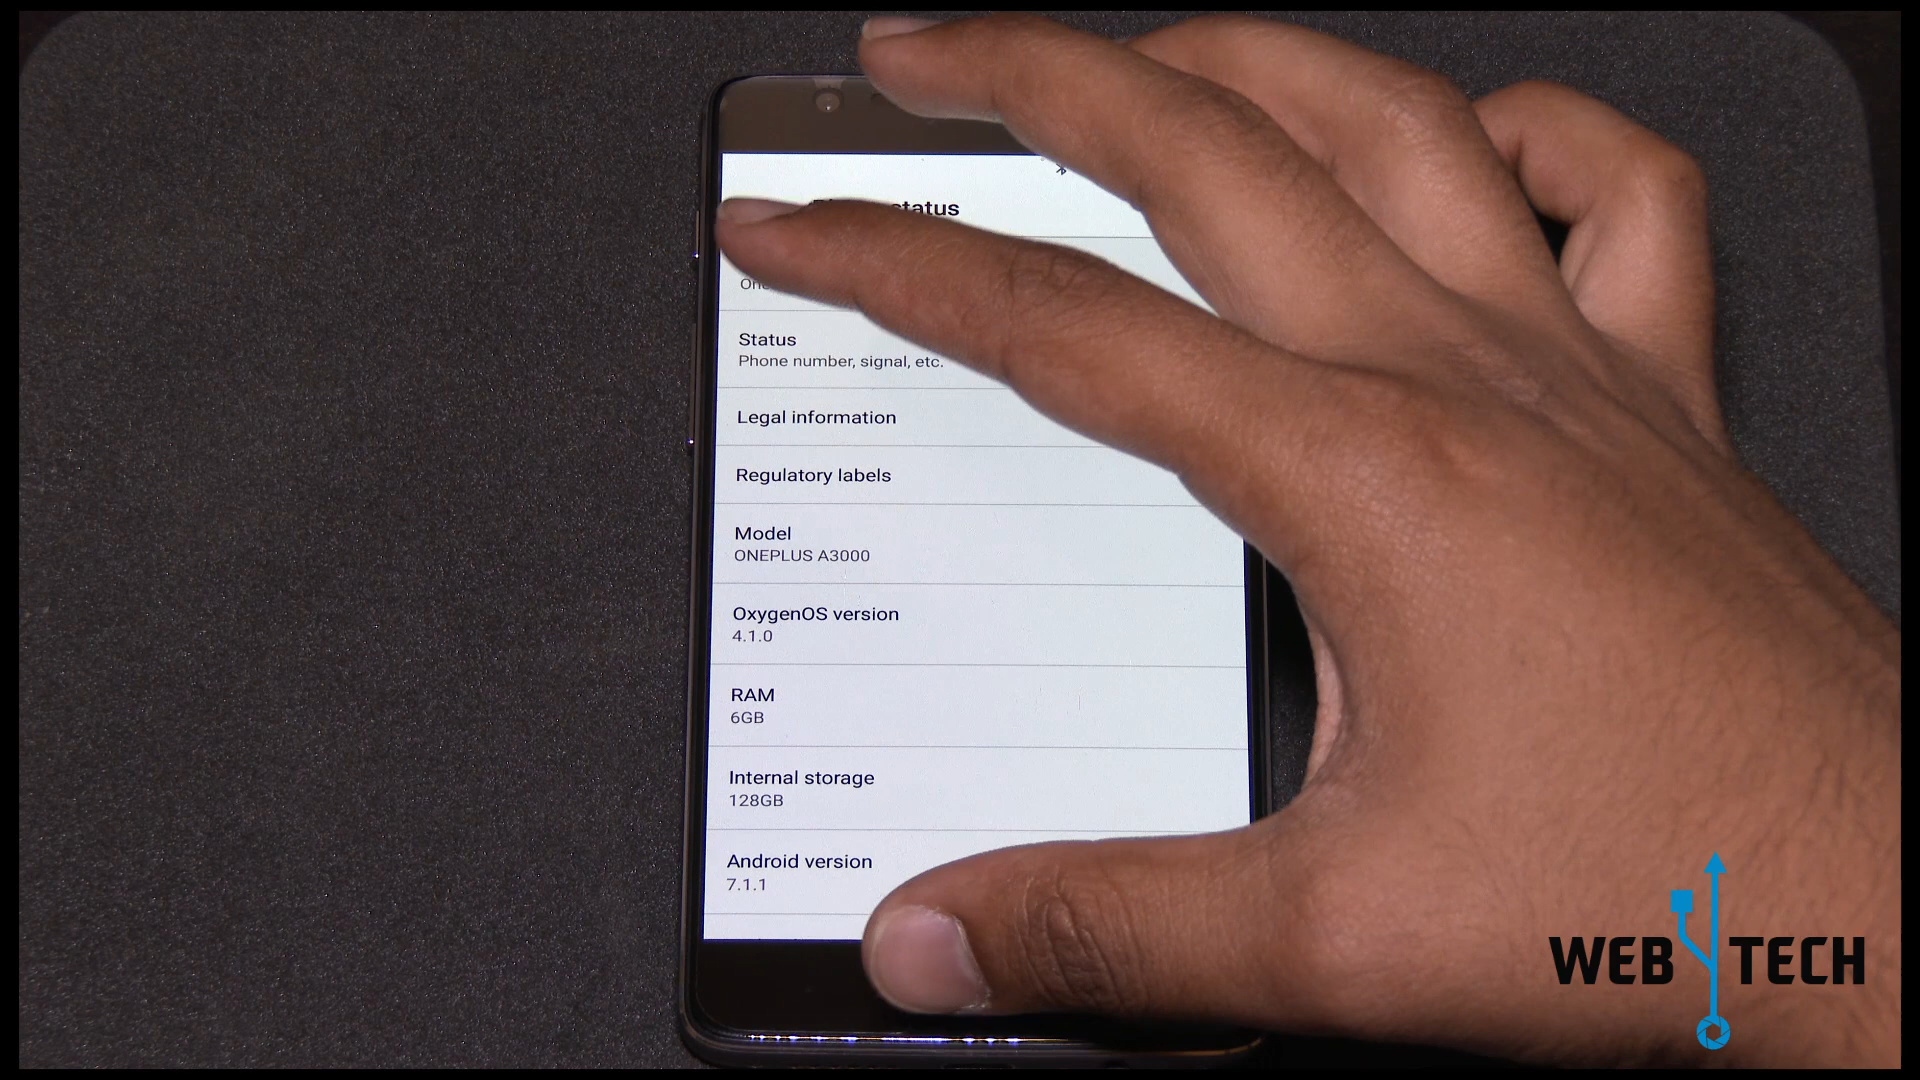 status
Status
Phone number, signal, etc.
Legal information
Regulatory labels
Model
ONEPLUS A3000
OxygenOS version
4.1.0
RAM
6GB
Internal storage
128GB
Android version
7.1.1
WEB TECH